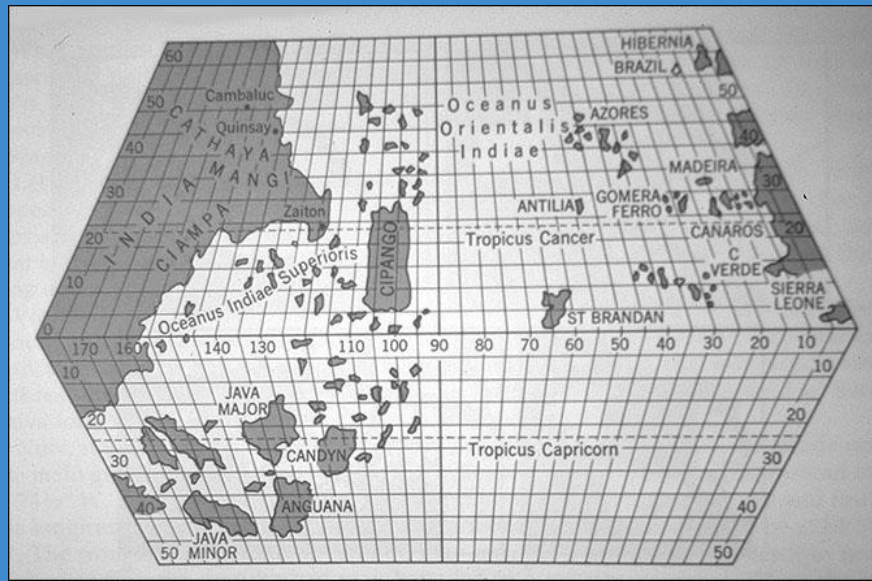 HIBERNIA
BRAZIL
60
50
50
Cambaluc
Oceanus
Orientalis
Indiae
AZORES
CATHAYA
Quinsay
40
40
MANGI
MADEIRA
30
30
INDIA
Zaiton
ANTILIA
GOMERA
FERRO
CIAMPA
20
20
Tropicus Cancer
CANAROS
CIPANGO
C
VERDE
10
Oceanus Indiae Superioris
SIERRA
LEONE
ST BRANDAN
0
170 160 140 130 110 100 90 80 70 60 50 40 30 20 10
10
10
JAVA
MAJOR
20
20
CANDYN
Tropicus Capricorn
30
30
40
40
ANGUANA
JAVA
MINOR
50
50